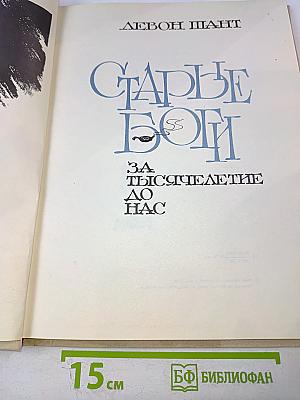 ЛЕВОН ШАНТ
СТАРЫЕ
БОГИ
ЗА
ТЫСЯЧЕЛЕТИЕ
ДО
НАС
15 см
БФ БИБЛИОФАН